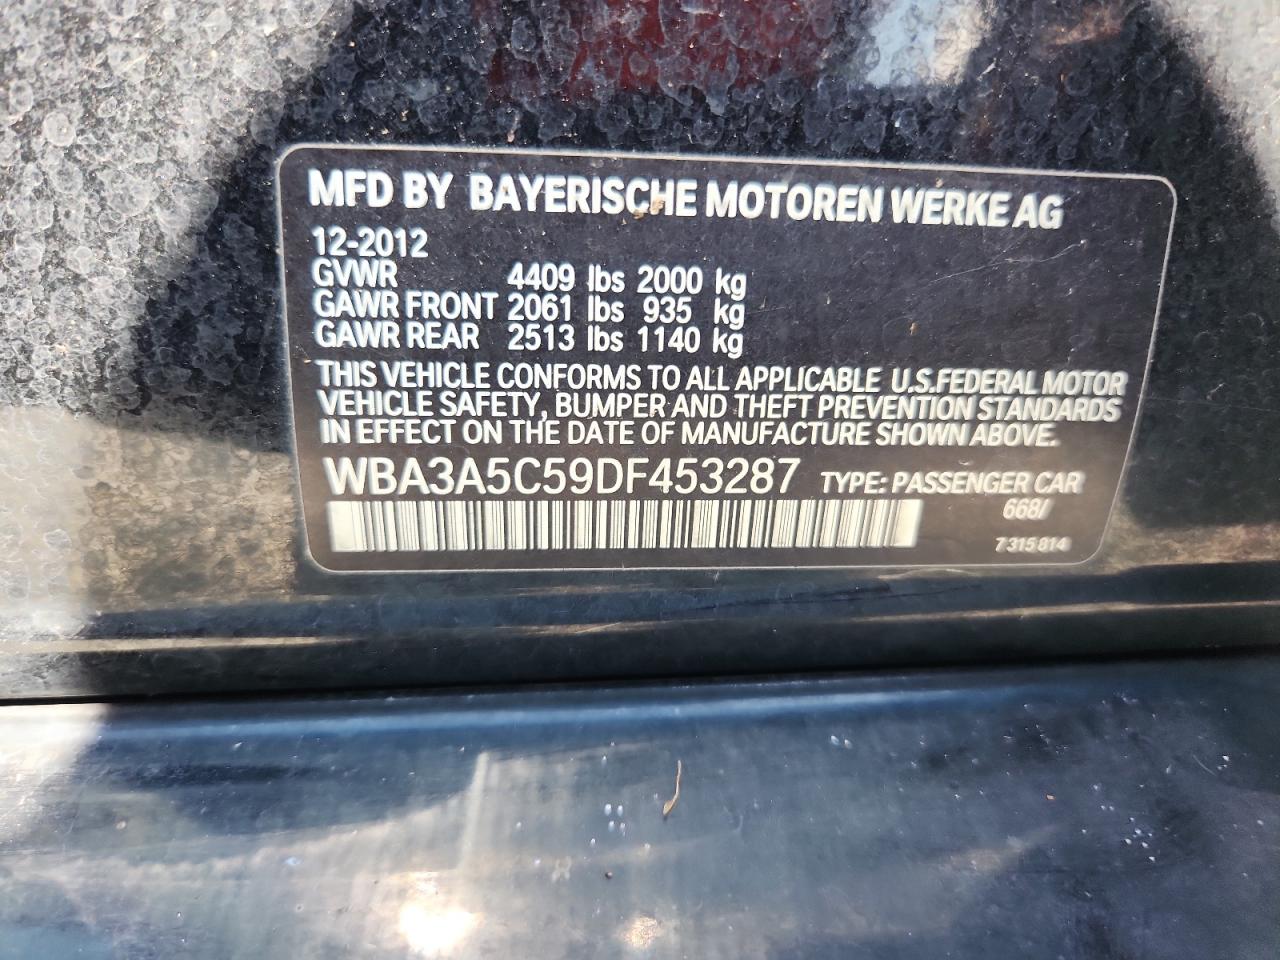 MFD BY BAYERISCHE MOTOREN WERKE AG
12-2012
GVWR 4409 lbs 2000 kg
GAWR FRONT 2061 lbs 935 kg
GAWR REAR 2513 lbs 1140 kg
THIS VEHICLE CONFORMS TO ALL APPLICABLE U.S.FEDERAL MOTOR
VEHICLE SAFETY, BUMPER AND THEFT PREVENTION STANDARDS
IN EFFECT ON THE DATE OF MANUFACTURE SHOWN ABOVE.
WBA3A5C59DF453287 TYPE: PASSENGER CAR
668/
7315814